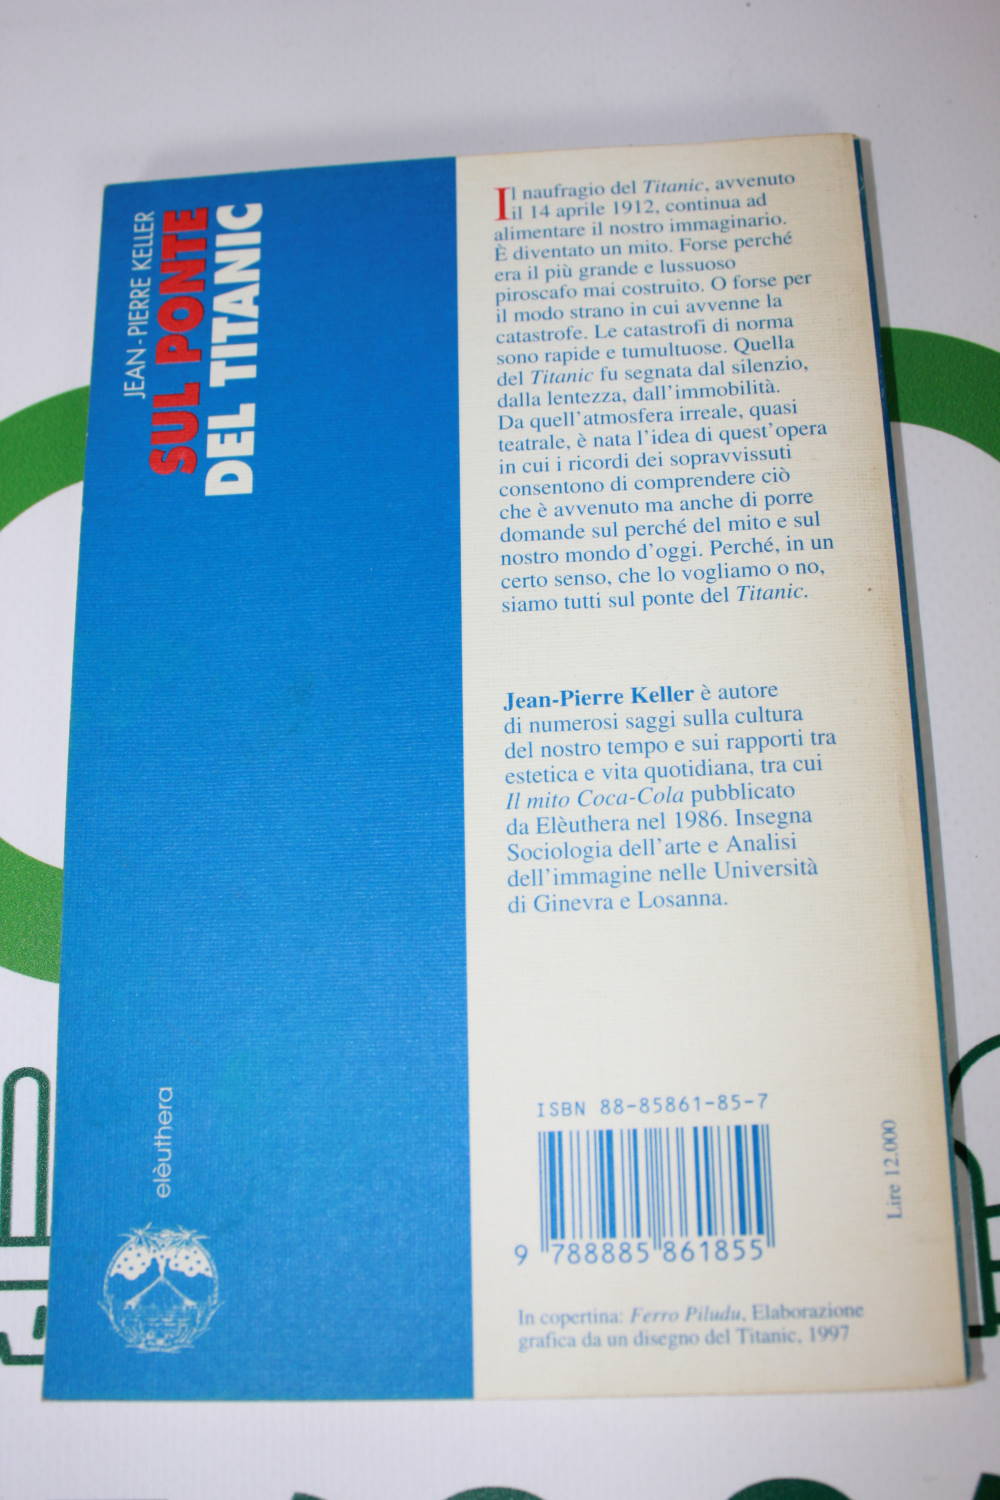 JEAN-PIERRE KELLER
SUL PONTE
DEL TITANIC
elèuthera
Il naufragio del Titanic, avvenuto
il 14 aprile 1912, continua ad
alimentare il nostro immaginario.
È diventato un mito. Forse perché
era il più grande e lussuoso
piroscafo mai costruito. O forse per
il modo strano in cui avvenne la
catastrofe. Le catastrofi di norma
sono rapide e tumultuose. Quella
del Titanic fu segnata dal silenzio,
dalla lentezza, dall'immobilità.
Da quell'atmosfera irreale, quasi
teatrale, è nata l'idea di quest'opera
in cui i ricordi dei sopravvissuti
consentono di comprendere ciò
che è avvenuto ma anche di porre
domande sul perché del mito e sul
nostro mondo d'oggi. Perché, in un
certo senso, che lo vogliamo o no,
siamo tutti sul ponte del Titanic.
Jean-Pierre Keller è autore
di numerosi saggi sulla cultura
del nostro tempo e sui rapporti tra
estetica e vita quotidiana, tra cui
Il mito Coca-Cola pubblicato
da Elèuthera nel 1986. Insegna
Sociologia dell'arte e Analisi
dell'immagine nelle Università
di Ginevra e Losanna.
ISBN 88-85861-85-7
9 788885 861855
Lire 12.000
In copertina: Ferro Piludu, Elaborazione
grafica da un disegno del Titanic, 1997